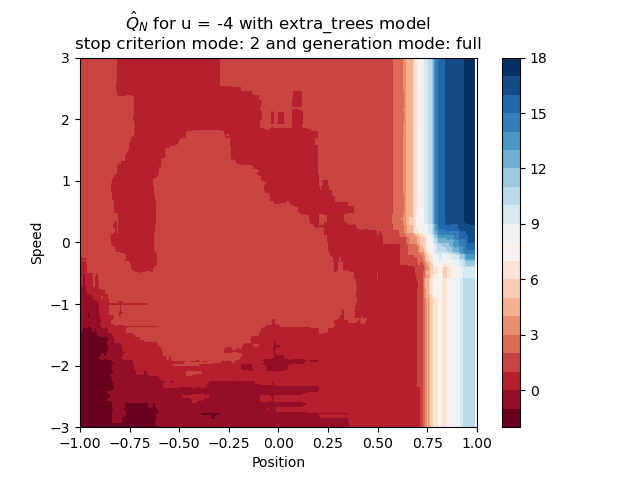 Q̂_N for u = -4 with extra_trees model
stop criterion mode: 2 and generation mode: full
Speed
3
2
1
0
−1
−2
−3
−1.00 −0.75 −0.50 −0.25 0.00 0.25 0.50 0.75 1.00
Position
18
15
12
9
6
3
0